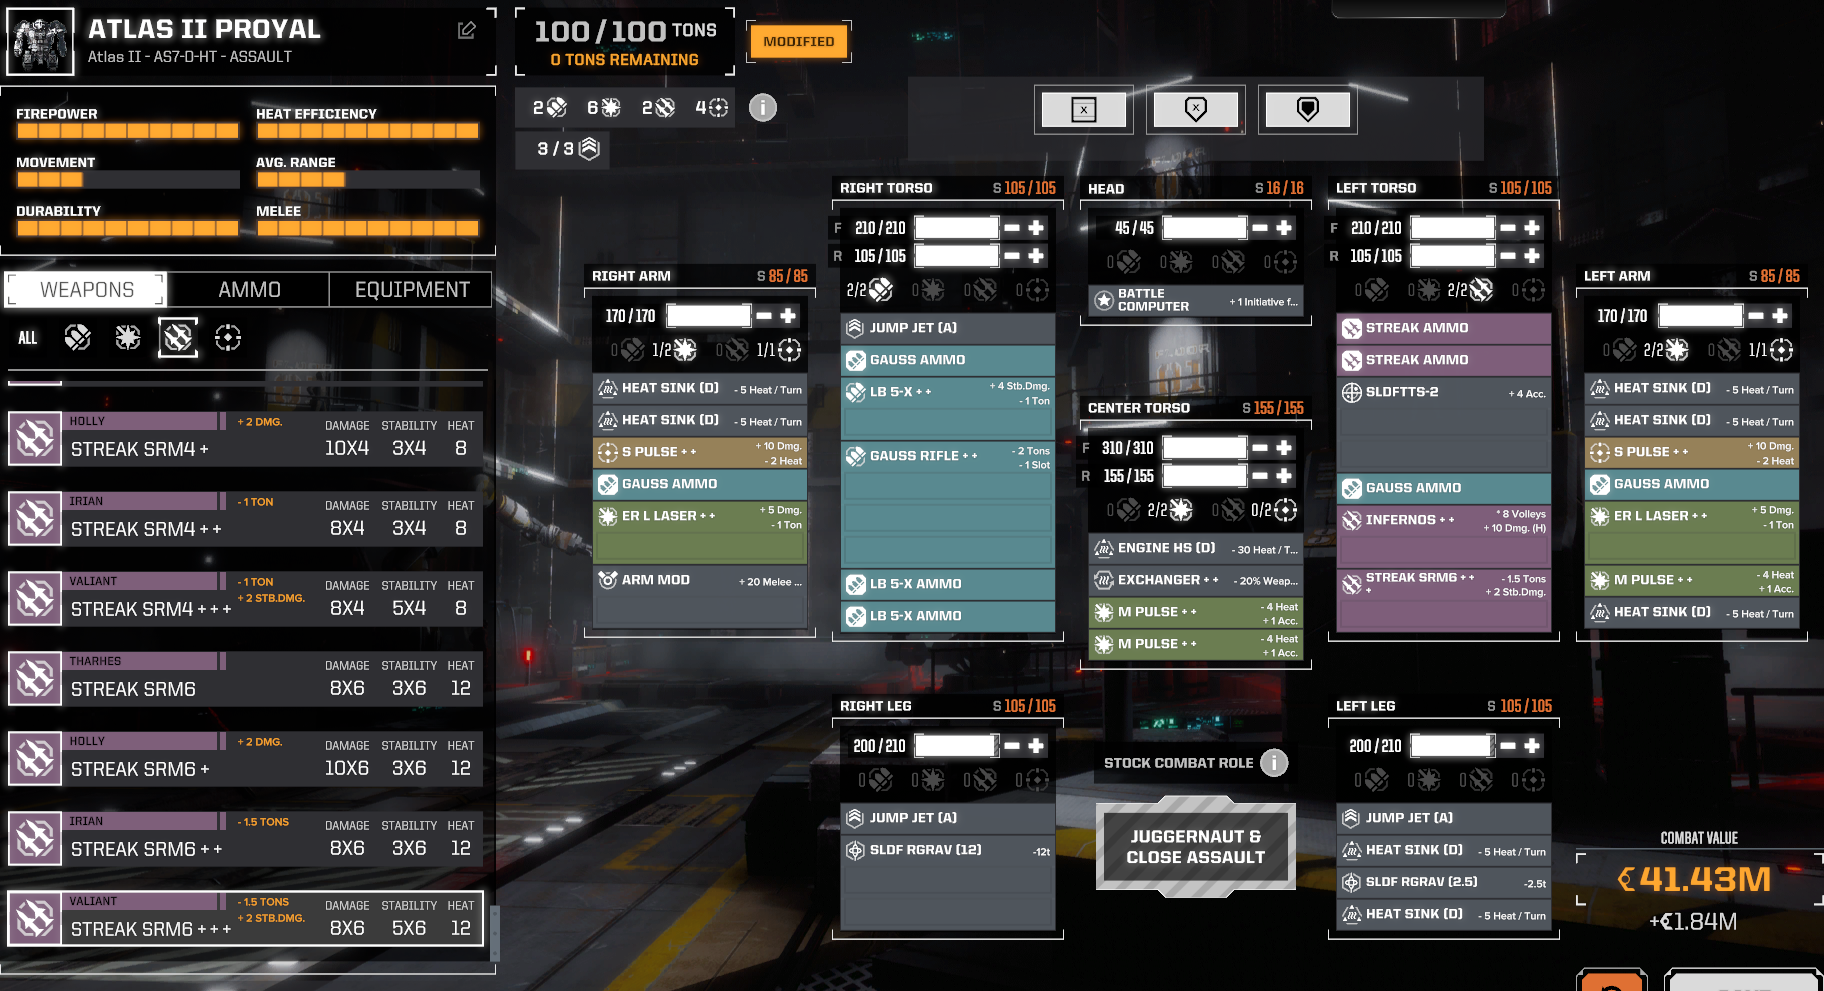 ATLAS II PROYAL
Atlas II - AS7-D-HT - ASSAULT
100 / 100 TONS
0 TONS REMAINING
MODIFIED
2 6 2 4
3 / 3
FIREPOWER
HEAT EFFICIENCY
MOVEMENT
AVG. RANGE
DURABILITY
MELEE
WEAPONS
AMMO
EQUIPMENT
ALL
HOLLY
+ 2 DMG.
DAMAGE STABILITY HEAT
STREAK SRM4 +
10X4 3X4 8
IRIAN
- 1 TON
DAMAGE STABILITY HEAT
STREAK SRM4 + +
8X4 3X4 8
VALIANT
- 1 TON
+ 2 STB.DMG.
DAMAGE STABILITY HEAT
STREAK SRM4 + + +
8X4 5X4 8
THARHES
DAMAGE STABILITY HEAT
STREAK SRM6
8X6 3X6 12
HOLLY
+ 2 DMG.
DAMAGE STABILITY HEAT
STREAK SRM6 +
10X6 3X6 12
IRIAN
- 1.5 TONS
DAMAGE STABILITY HEAT
STREAK SRM6 + +
8X6 3X6 12
VALIANT
- 1.5 TONS
+ 2 STB.DMG.
DAMAGE STABILITY HEAT
STREAK SRM6 + + +
8X6 5X6 12
RIGHT ARM
S 85 / 85
170 / 170
0 1/2 0 1/1
HEAT SINK (D) - 5 Heat / Turn
HEAT SINK (D) - 5 Heat / Turn
S PULSE + + + 10 Dmg.
- 2 Heat
GAUSS AMMO
ER L LASER + + + 5 Dmg.
- 1 Ton
ARM MOD + 20 Melee ...
RIGHT TORSO
S 105 / 105
F 210 / 210
R 105 / 105
2/2 0 0 0
JUMP JET (A)
GAUSS AMMO
LB 5-X + + + 4 Stb.Dmg.
- 1 Ton
GAUSS RIFLE + + - 2 Tons
- 1 Slot
LB 5-X AMMO
LB 5-X AMMO
HEAD
S 16 / 16
45 / 45
0 0 0 0
BATTLE
COMPUTER + 1 Initiative f...
CENTER TORSO
S 155 / 155
F 310 / 310
R 155 / 155
0 2/2 0 0/2
ENGINE HS (D) - 30 Heat / T...
EXCHANGER + + - 20% Weap...
M PULSE + + - 4 Heat
+ 1 Acc.
M PULSE + + - 4 Heat
+ 1 Acc.
LEFT TORSO
S 105 / 105
F 210 / 210
R 105 / 105
0 0 2/2 0
STREAK AMMO
STREAK AMMO
SLDFTTS-2 + 4 Acc.
GAUSS AMMO
INFERNOS + + * 8 Volleys
+ 10 Dmg. (H)
STREAK SRM6 + +
+
- 1.5 Tons
+ 2 Stb.Dmg.
LEFT ARM
S 85 / 85
170 / 170
0 2/2 0 1/1
HEAT SINK (D) - 5 Heat / Turn
HEAT SINK (D) - 5 Heat / Turn
S PULSE + + + 10 Dmg.
- 2 Heat
GAUSS AMMO
ER L LASER + + + 5 Dmg.
- 1 Ton
M PULSE + + - 4 Heat
+ 1 Acc.
HEAT SINK (D) - 5 Heat / Turn
RIGHT LEG
S 105 / 105
200 / 210
0 0 0 0
JUMP JET (A)
SLDF RGRAV (12) -12t
STOCK COMBAT ROLE
JUGGERNAUT &
CLOSE ASSAULT
LEFT LEG
S 105 / 105
200 / 210
0 0 0 0
JUMP JET (A)
HEAT SINK (D) - 5 Heat / Turn
SLDF RGRAV (2.5) -2.5t
HEAT SINK (D) - 5 Heat / Turn
COMBAT VALUE
41.43M
+ 1.84M